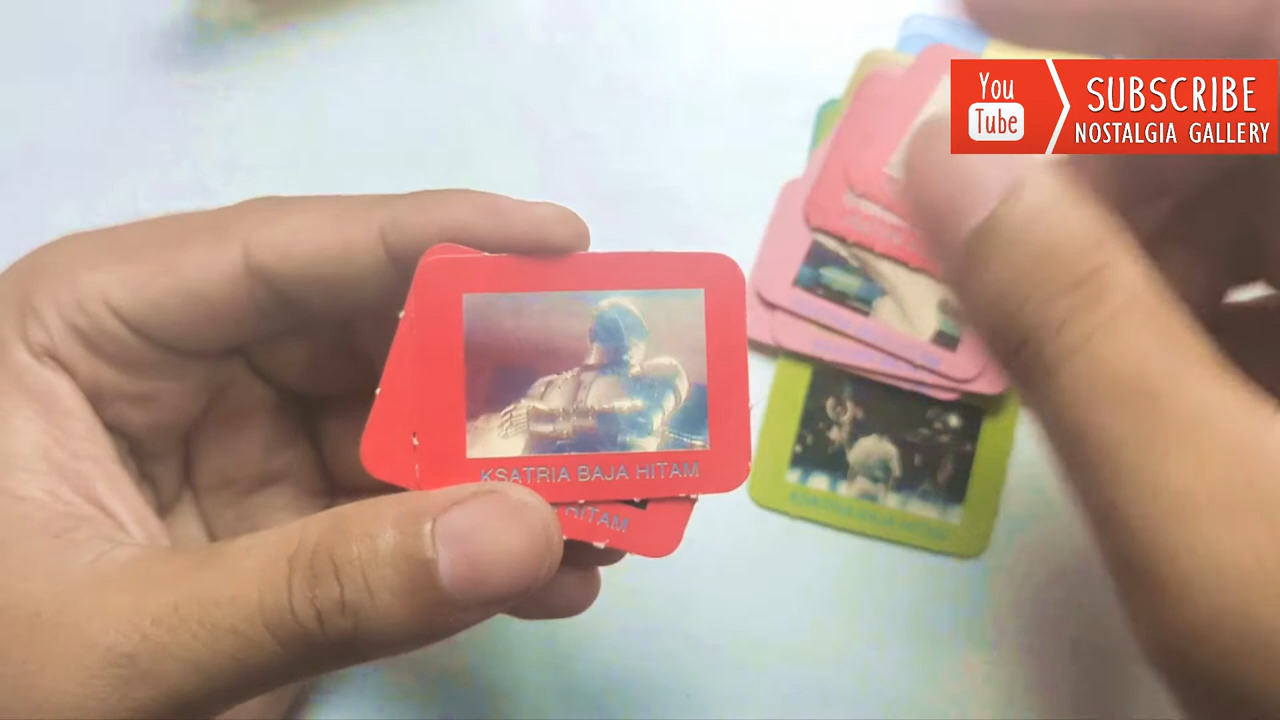 You
Tube
SUBSCRIBE
NOSTALGIA GALLERY
KSATRIA BAJA HITAM
HITAM